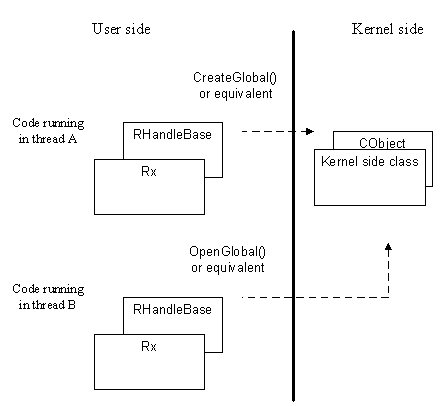 User side
Kernel side
CreateGlobal()
or equivalent
Code running
in thread A
RHandleBase
Rx
CObject
Kernel side class
OpenGlobal()
or equivalent
Code running
in thread B
RHandleBase
Rx